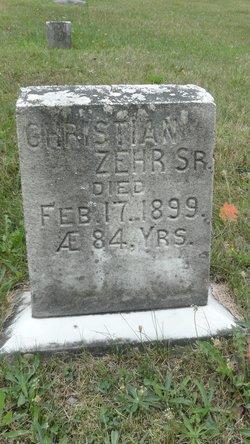 CHRISTIAN
ZEHR SR.
DIED
FEB. 17. 1899.
Æ 84. YRS.